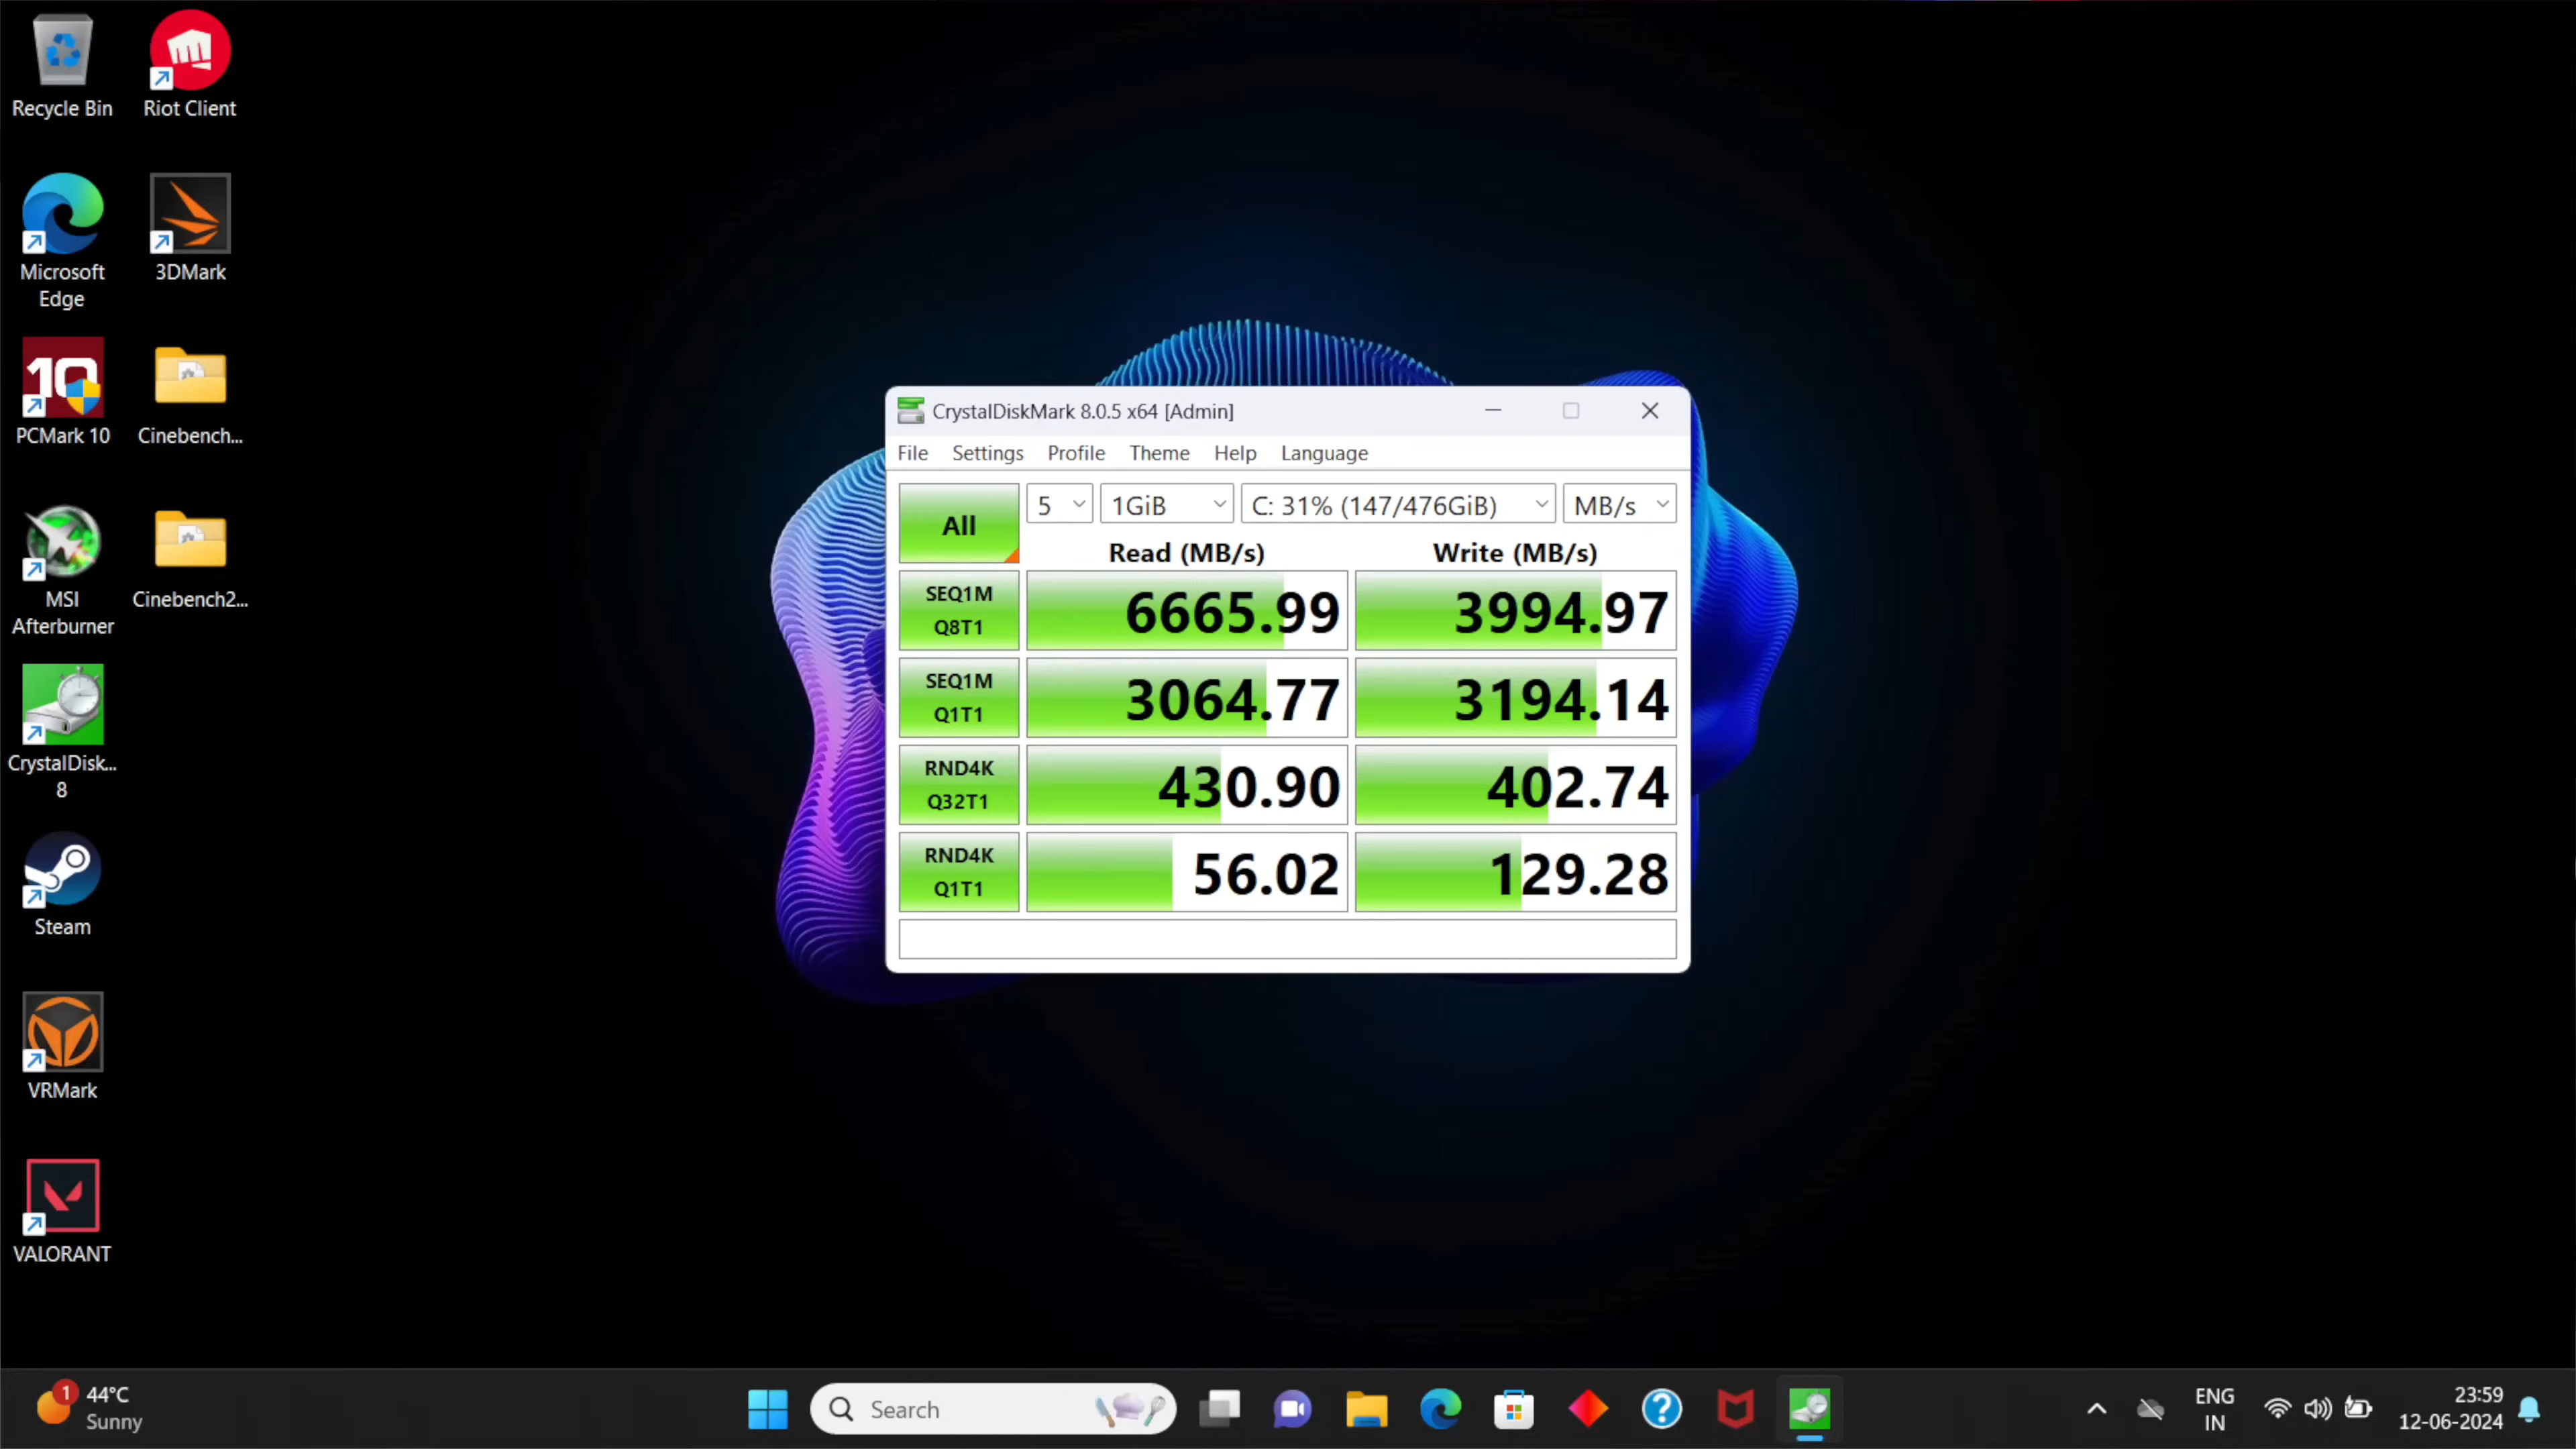 Recycle Bin
Riot Client
Microsoft
Edge
3DMark
10
PCMark 10
Cinebench...
MSI
Afterburner
Cinebench2...
CrystalDisk...
8
Steam
VRMark
VALORANT
CrystalDiskMark 8.0.5 x64 [Admin]
File Settings Profile Theme Help Language
All 5 1GiB C: 31% (147/476GiB) MB/s
Read (MB/s) Write (MB/s)
SEQ1M
Q8T1
6665.99 3994.97
SEQ1M
Q1T1
3064.77 3194.14
RND4K
Q32T1
430.90 402.74
RND4K
Q1T1
56.02 129.28
1
44°C
Sunny
Search
?
ENG
IN
23:59
12-06-2024